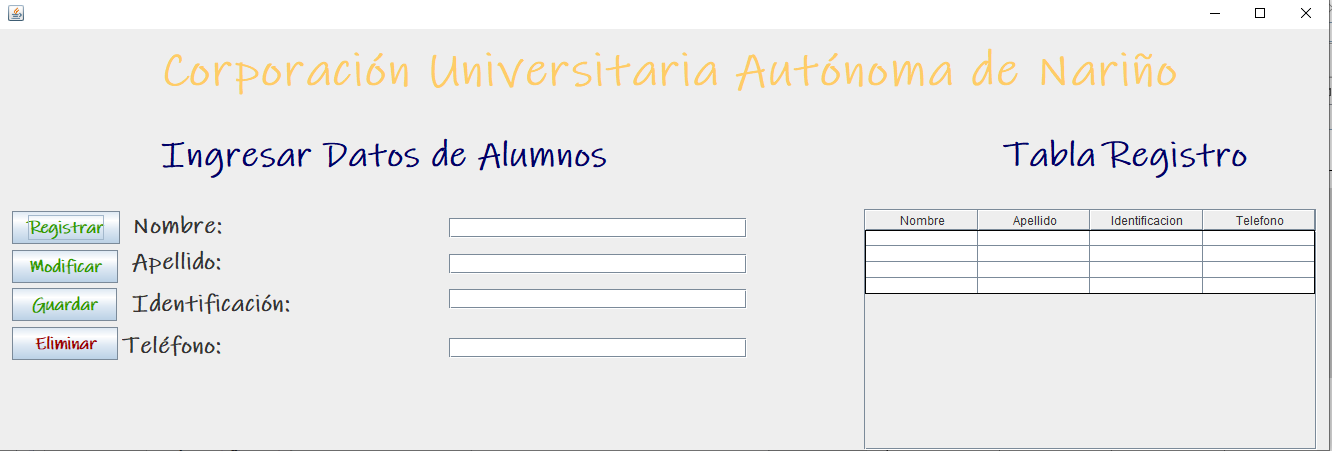 Corporación Universitaria Autónoma de Nariño
Ingresar Datos de Alumnos
Tabla Registro
Registrar
Nombre:
Modificar
Apellido:
Guardar
Identificación:
Eliminar
Teléfono:
Nombre Apellido Identificacion Telefono